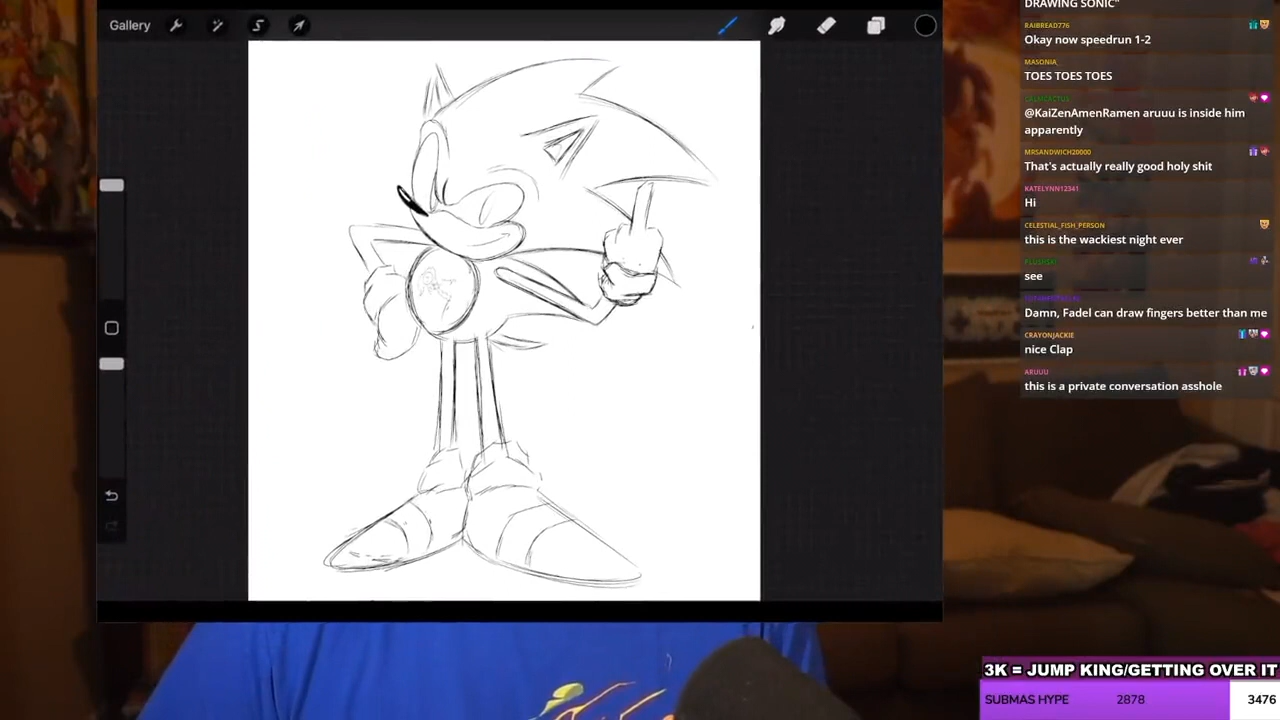 Gallery
DRAWING SONIC"
RAIBREAD776
Okay now speedrun 1-2
MASONIA_
TOES TOES TOES
@KaiZenAmenRamen aruuu is inside him
apparently
MRSANDWICH20000
That's actually really good holy shit
KATELYNN12341
Hi
CELESTIAL_FISH_PERSON
this is the wackiest night ever
see
Damn, Fadel can draw fingers better than me
CRAYONJACKIE
nice Clap
ARUUU
this is a private conversation asshole
3K = JUMP KING/GETTING OVER IT
SUBMAS HYPE 2878 3476